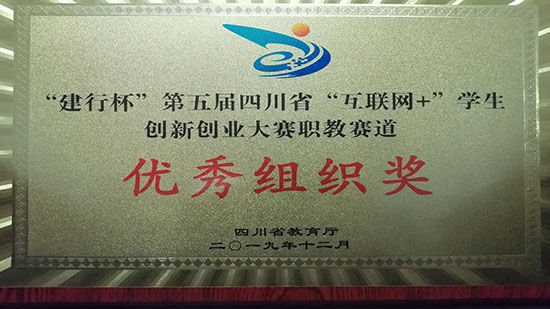 “建行杯”第五届四川省“互联网+”学生
创新创业大赛职教赛道
优秀组织奖
四川省教育厅
二〇一九年十二月